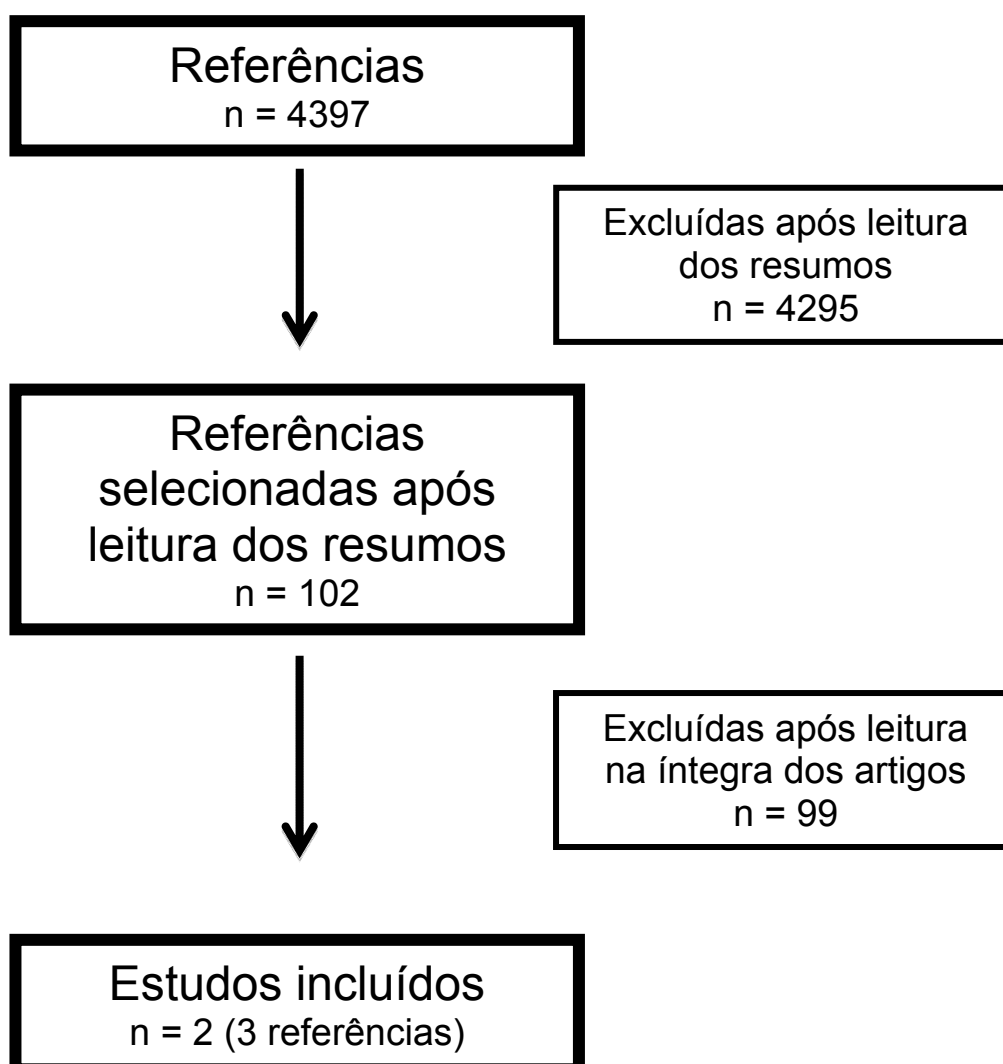 Referências
n = 4397
Excluídas após leitura
dos resumos
n = 4295
Referências
selecionadas após
leitura dos resumos
n = 102
Excluídas após leitura
na íntegra dos artigos
n = 99
Estudos incluídos
n = 2 (3 referências)